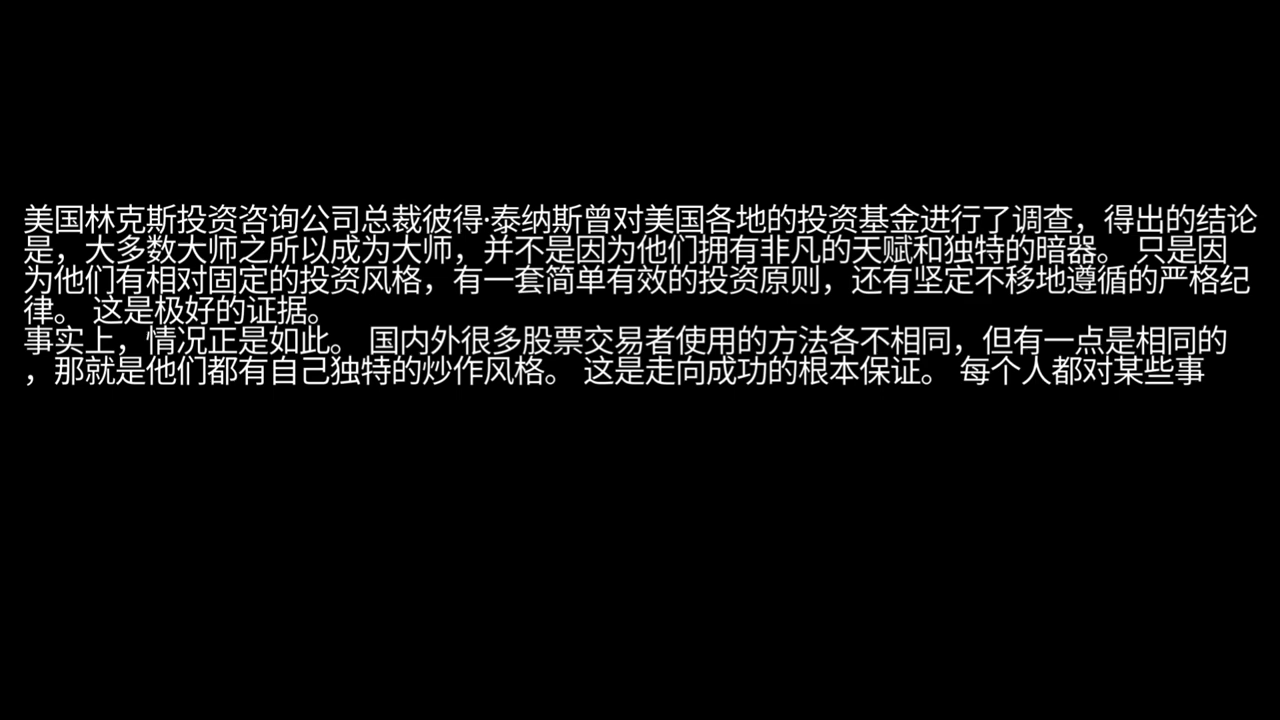 美国林克斯投资咨询公司总裁彼得·泰纳斯曾对美国各地的投资基金进行了调查，得出的结论
是，大多数大师之所以成为大师，并不是因为他们拥有非凡的天赋和独特的暗器。 只是因
为他们有相对固定的投资风格，有一套简单有效的投资原则，还有坚定不移地遵循的严格纪
律。 这是极好的证据。
事实上，情况正是如此。 国内外很多股票交易者使用的方法各不相同，但有一点是相同的
，那就是他们都有自己独特的炒作风格。 这是走向成功的根本保证。 每个人都对某些事